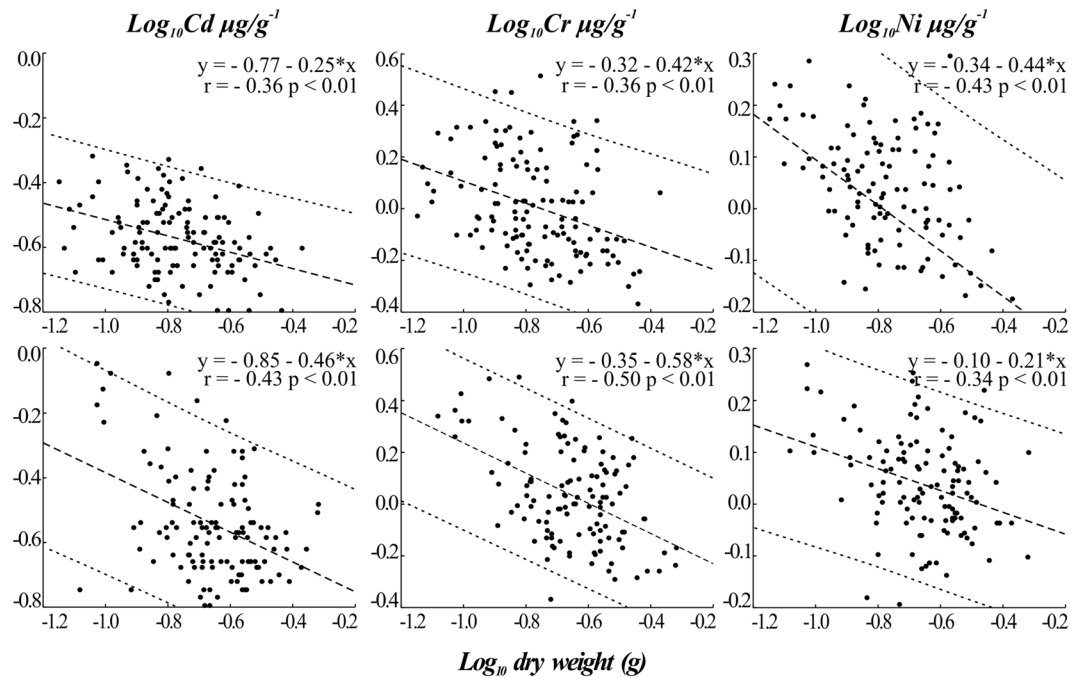 Log₁₀Cd µg/g⁻¹ Log₁₀Cr µg/g⁻¹ Log₁₀Ni µg/g⁻¹
0.0
-0.2
-0.4
-0.6
-0.8
y = - 0.77 - 0.25*x
r = - 0.36 p < 0.01
-1.2 -1.0 -0.8 -0.6 -0.4 -0.2
0.6
0.4
0.2
0.0
-0.2
-0.4
y = - 0.32 - 0.42*x
r = - 0.36 p < 0.01
-1.2 -1.0 -0.8 -0.6 -0.4 -0.2
0.3
0.2
0.1
0.0
-0.1
-0.2
y = - 0.34 - 0.44*x
r = - 0.43 p < 0.01
-1.2 -1.0 -0.8 -0.6 -0.4 -0.2
0.0
-0.2
-0.4
-0.6
-0.8
y = - 0.85 - 0.46*x
r = - 0.43 p < 0.01
-1.2 -1.0 -0.8 -0.6 -0.4 -0.2
0.6
0.4
0.2
0.0
-0.2
-0.4
y = - 0.35 - 0.58*x
r = - 0.50 p < 0.01
-1.2 -1.0 -0.8 -0.6 -0.4 -0.2
0.3
0.2
0.1
0.0
-0.1
-0.2
y = - 0.10 - 0.21*x
r = - 0.34 p < 0.01
-1.2 -1.0 -0.8 -0.6 -0.4 -0.2
Log₁₀ dry weight (g)